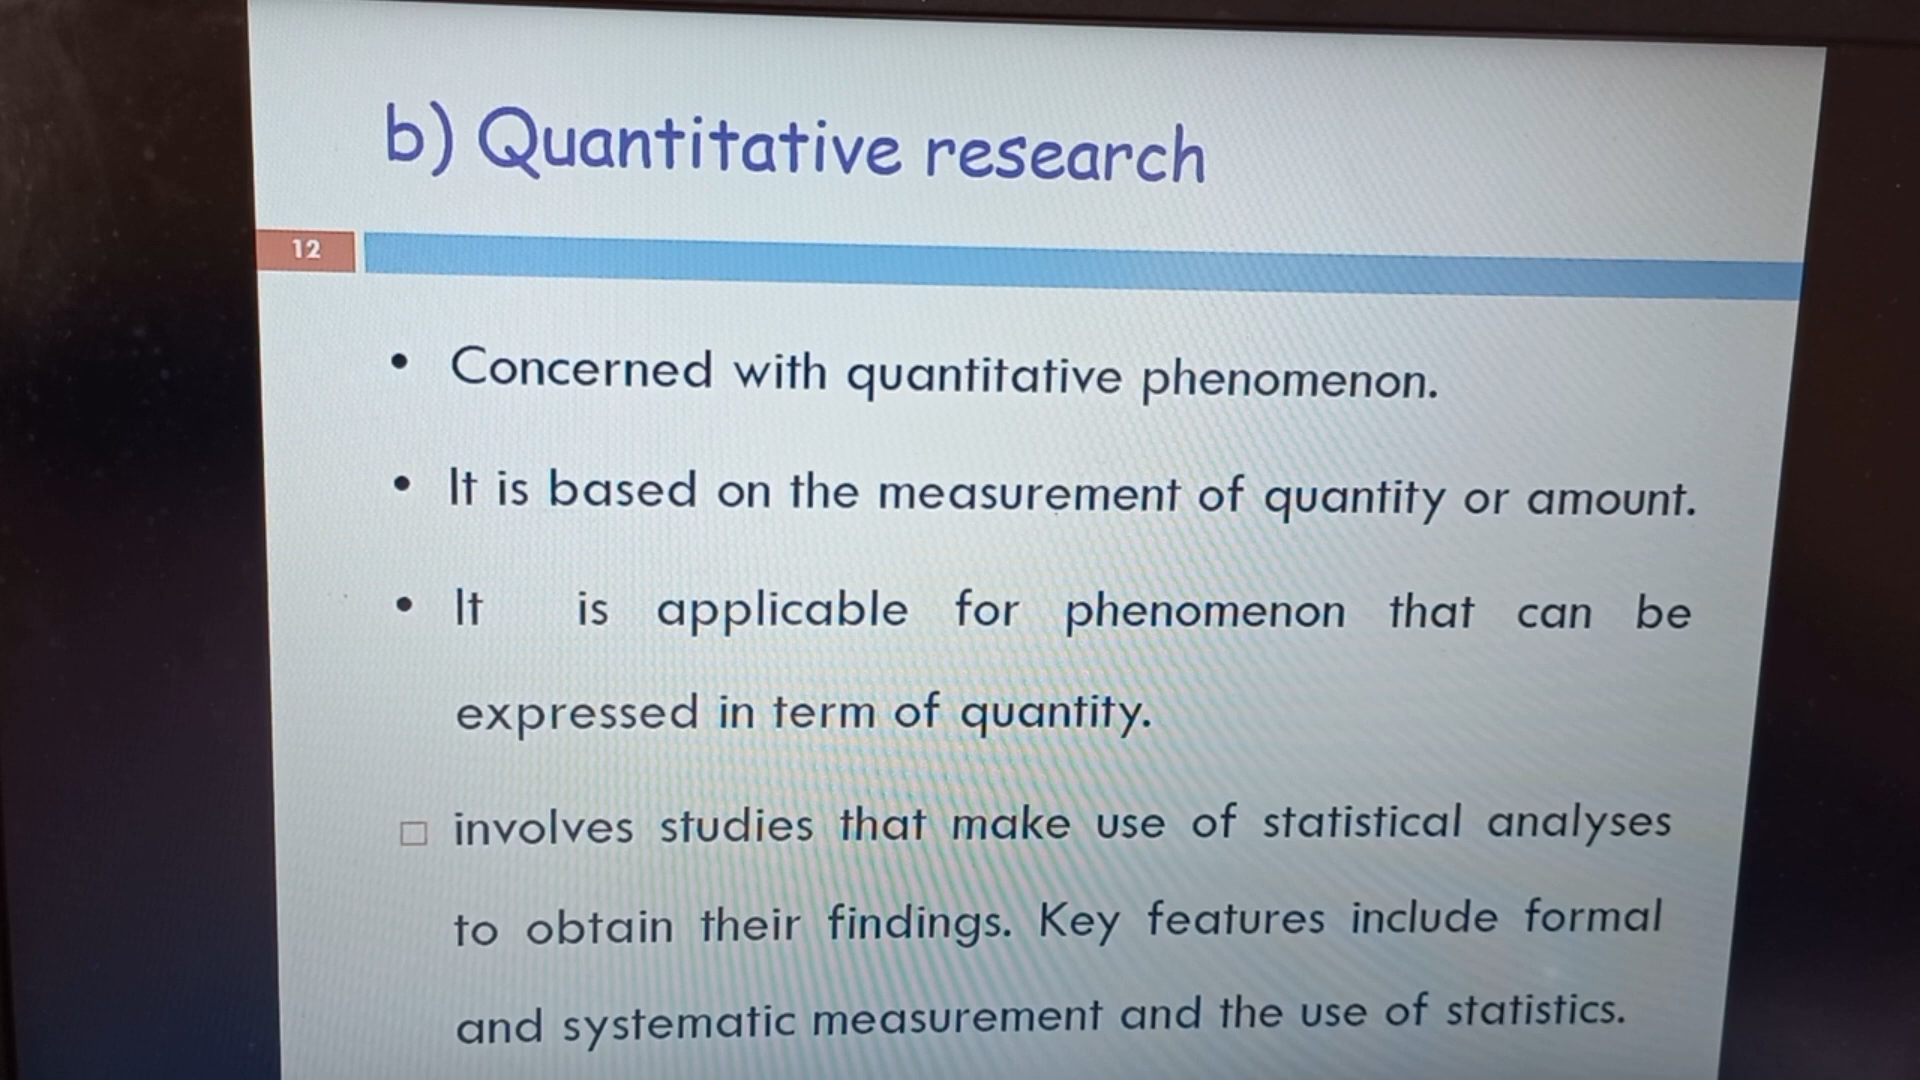 b) Quantitative research
12
• Concerned with quantitative phenomenon.
• It is based on the measurement of quantity or amount.
• It is applicable for phenomenon that can be
expressed in term of quantity.
□ involves studies that make use of statistical analyses
to obtain their findings. Key features include formal
and systematic measurement and the use of statistics.